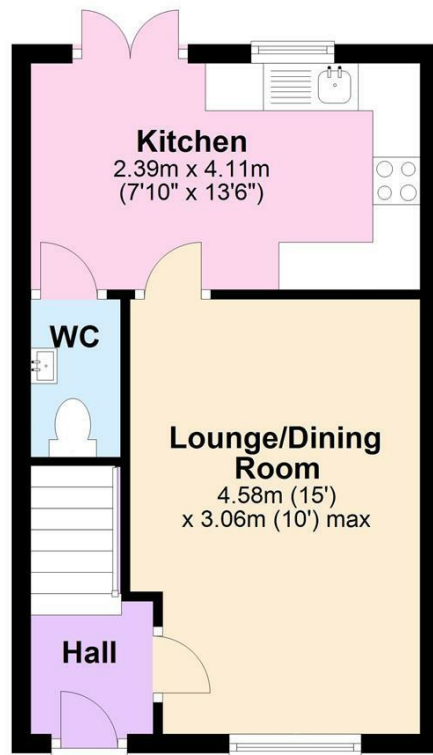 Kitchen
2.39m x 4.11m
(7'10" x 13'6")
WC
Lounge/Dining
Room
4.58m (15')
x 3.06m (10') max
Hall